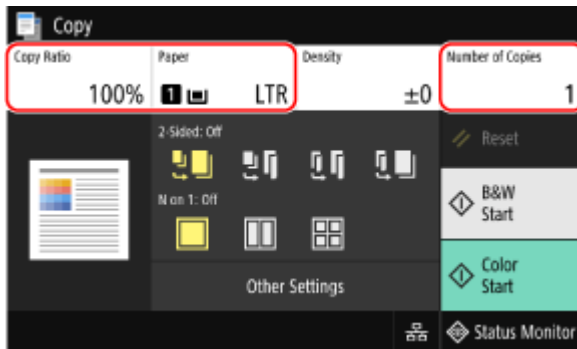 Copy
Copy Ratio
100%
Paper
1 LTR
Density
±0
Number of Copies
1
2-Sided: Off
N on 1: Off
Other Settings
Reset
B&W
Start
Color
Start
Status Monitor